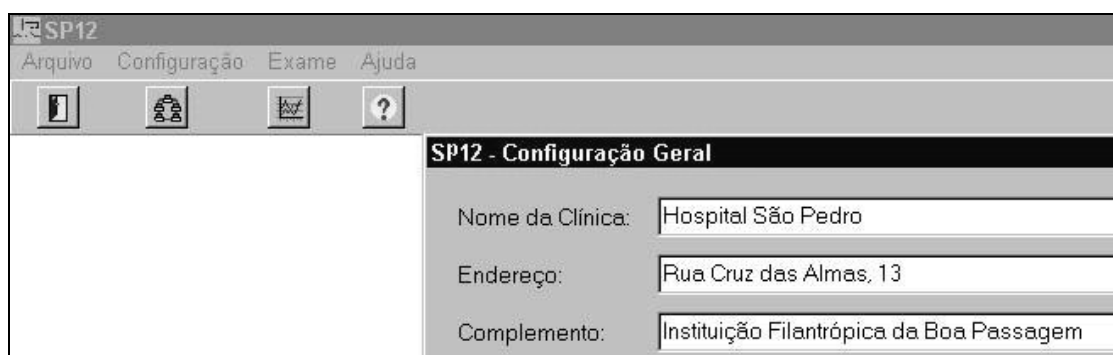 SP12
Arquivo Configuração Exame Ajuda
?
SP12 - Configuração Geral
Nome da Clínica: Hospital São Pedro
Endereço: Rua Cruz das Almas, 13
Complemento: Instituição Filantrópica da Boa Passagem